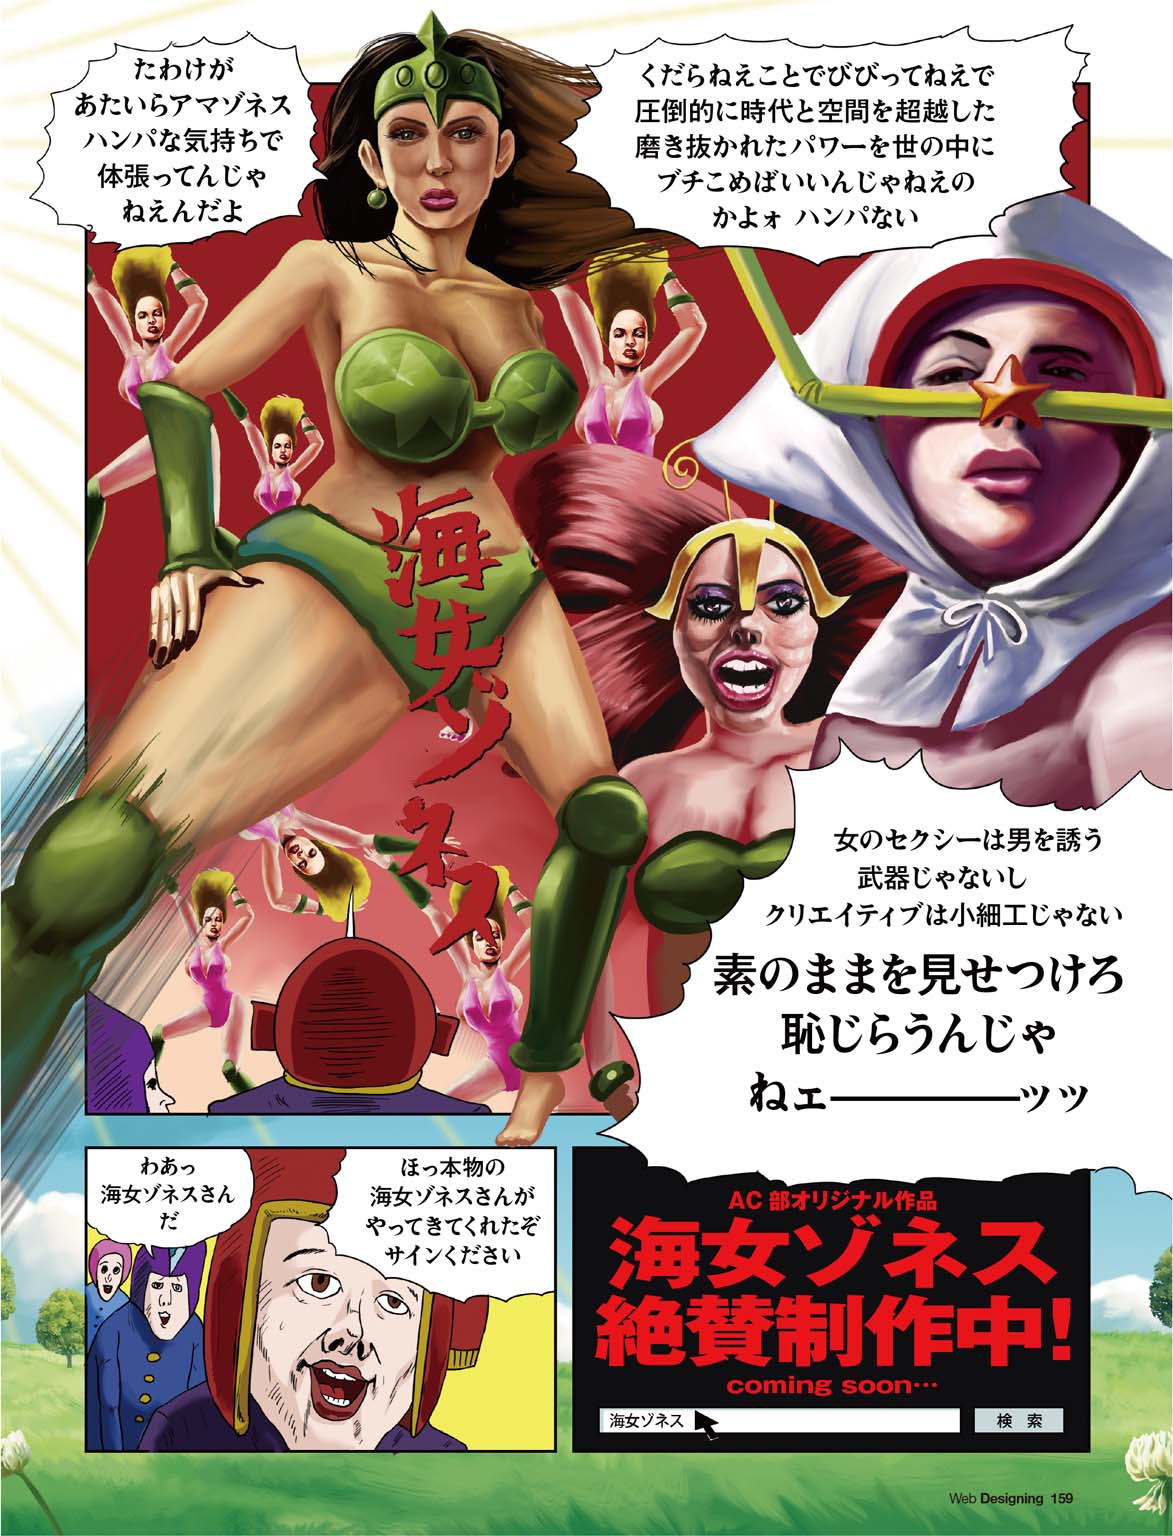 たわけが
あたいらアマゾネス
ハンパな気持ちで
体張ってんじゃ
ねえんだよ
くだらねえことでびびってねえで
圧倒的に時代と空間を超越した
磨き抜かれたパワーを世の中に
ブチこめばいいんじゃねえの
かよォ ハンパない
海女ゾネス
女のセクシーは男を誘う
武器じゃないし
クリエイティブは小細工じゃない
素のままを見せつけろ
恥じらうんじゃ
ねェ―――――ッッ
わあっ
海女ゾネスさん
だ
ほっ本物の
海女ゾネスさんが
やってきてくれたぞ
サインください
AC部オリジナル作品
海女ゾネス
絶賛制作中!
coming soon…
海女ゾネス
検 索
Web Designing 159